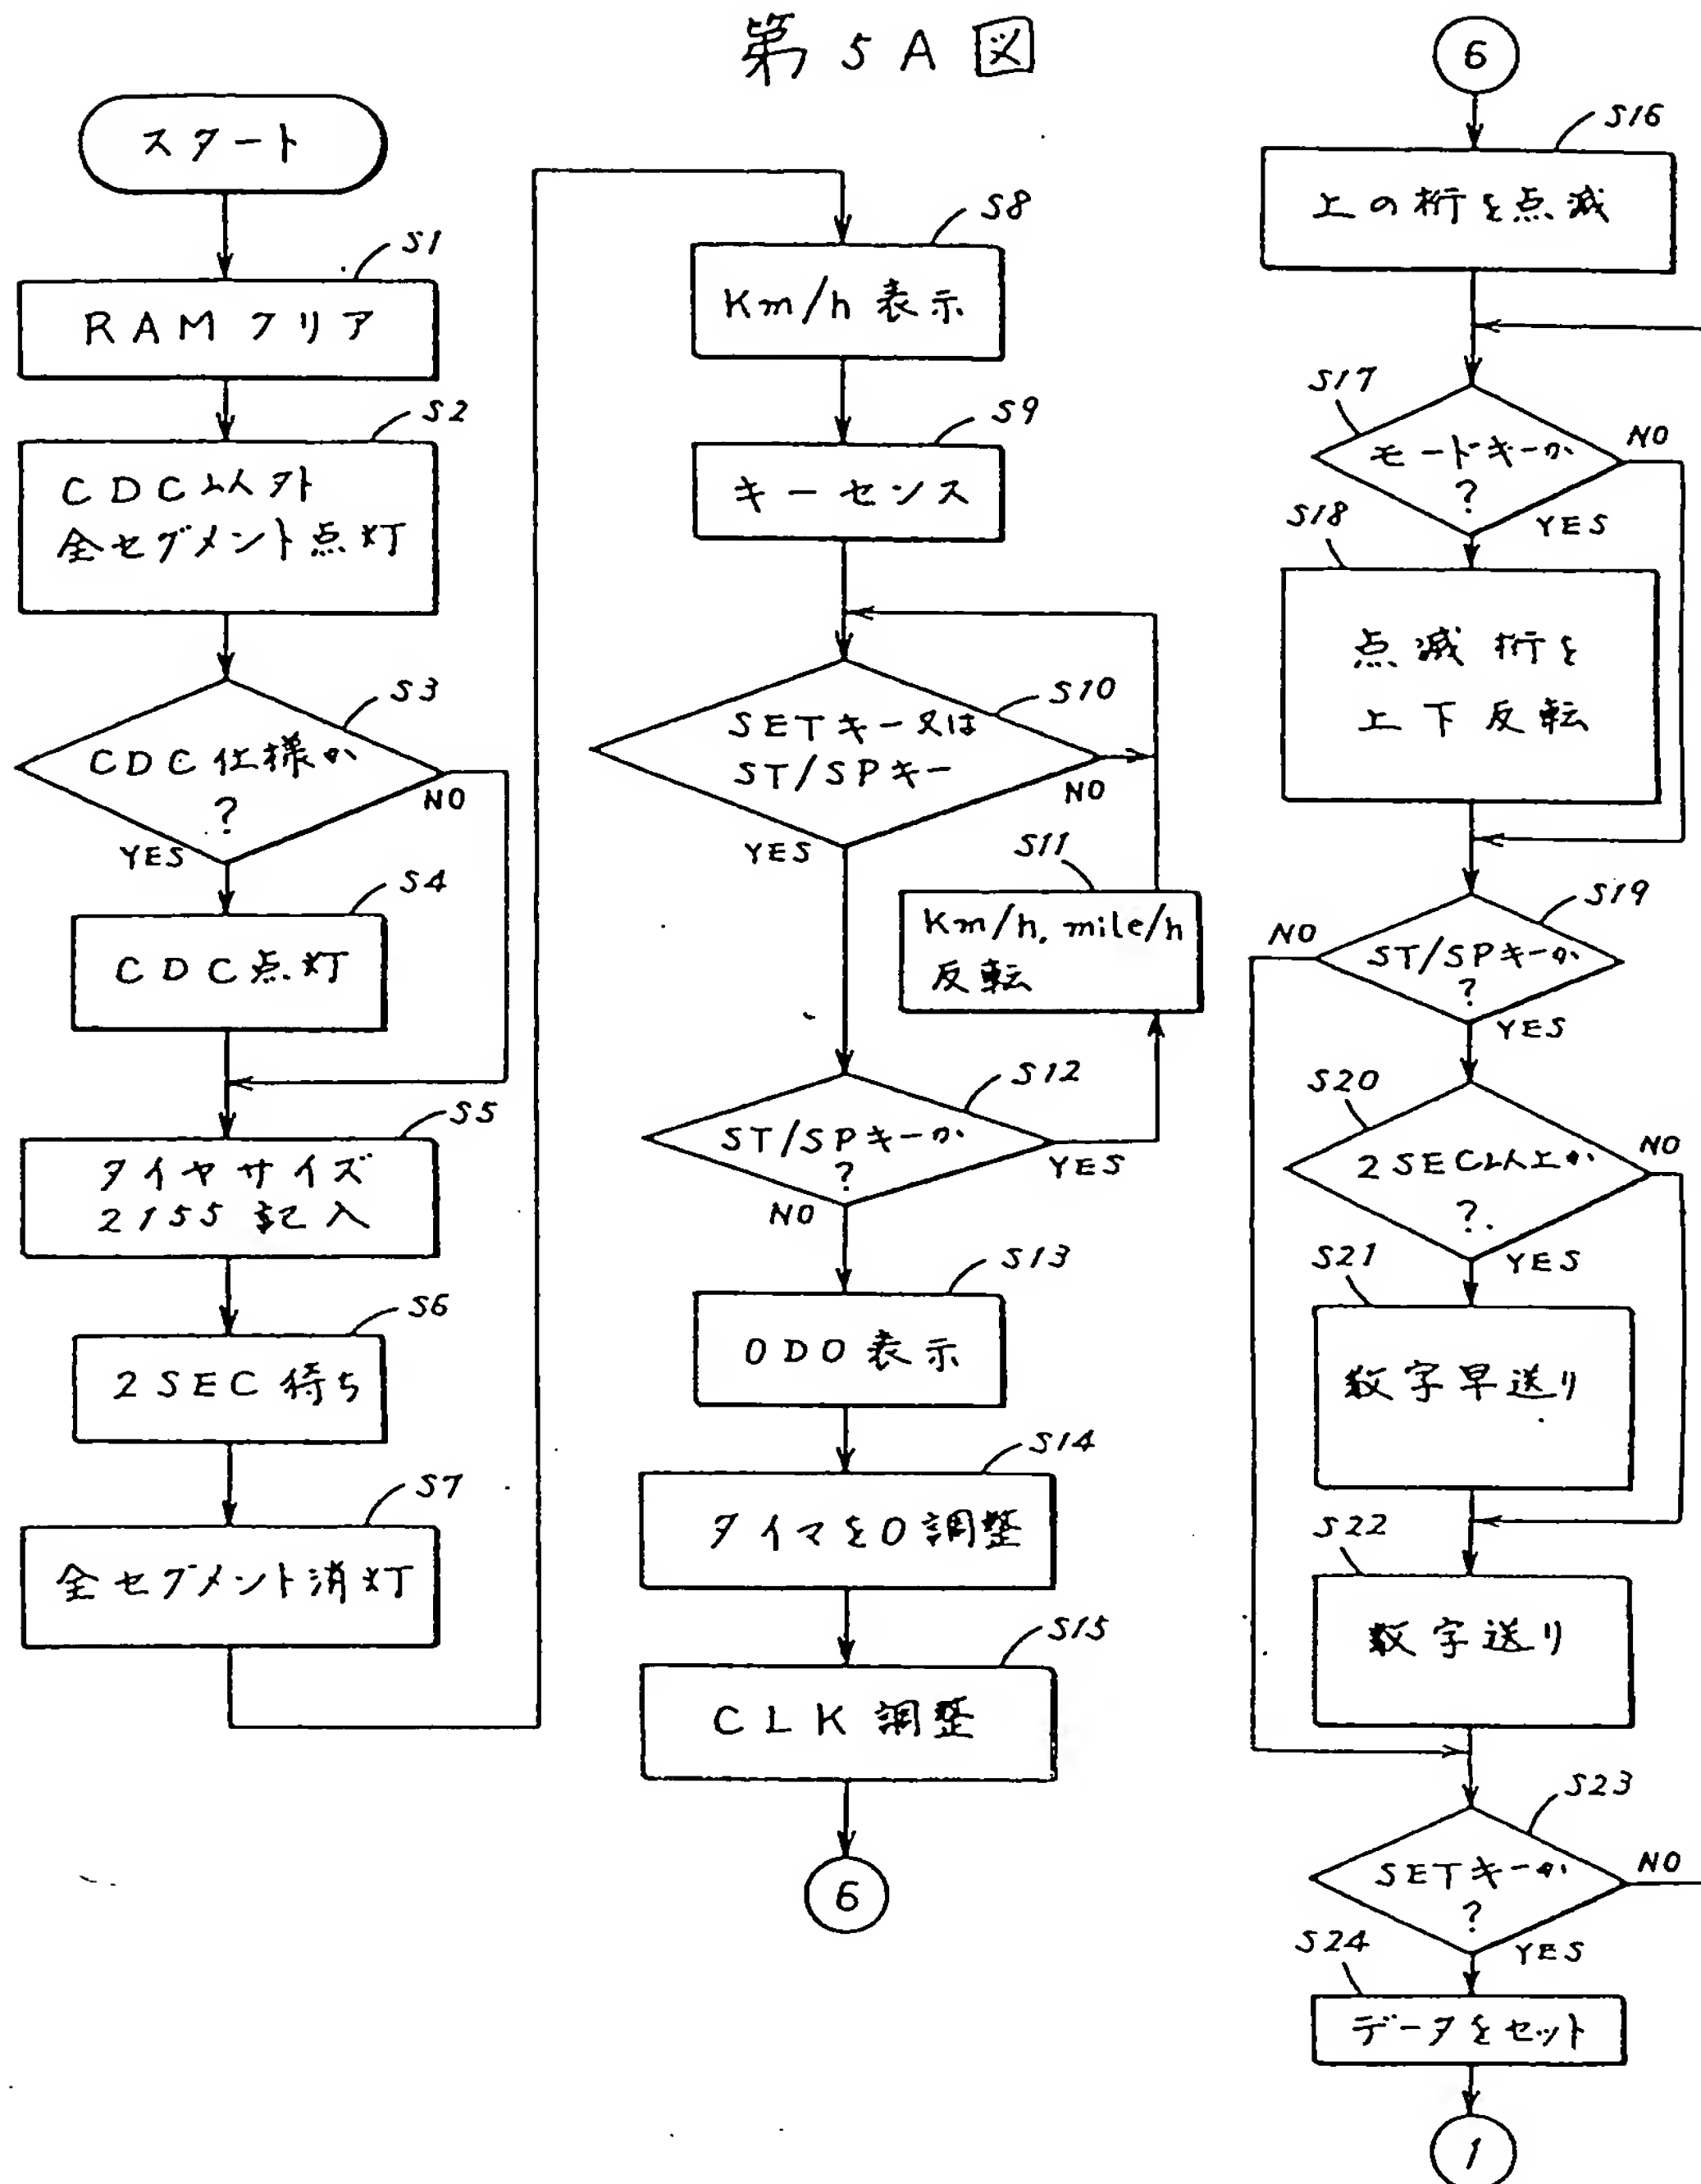 第5A図
スタート
S1
RAMクリア
S2
CDC以外
全セグメント点灯
S3
CDC仕様か
?
NO
YES
S4
CDC点灯
S5
タイヤサイズ
2155記入
S6
2SEC待ち
S7
全セグメント消灯
S8
Km/h表示
S9
キーセンス
S10
SETキー又は
ST/SPキー
NO
YES
S11
Km/h, mile/h
反転
S12
ST/SPキーか
?
YES
NO
S13
ODO表示
S14
タイマを0調整
S15
CLK調整
6
6
S16
上の桁を点滅
S17
モードキーか
?
NO
YES
S18
点滅桁を
上下反転
S19
NO
ST/SPキーか
?
YES
S20
2SEC以上か
?
NO
YES
S21
数字早送り
S22
数字送り
S23
SETキーか
?
NO
YES
S24
データをセット
1